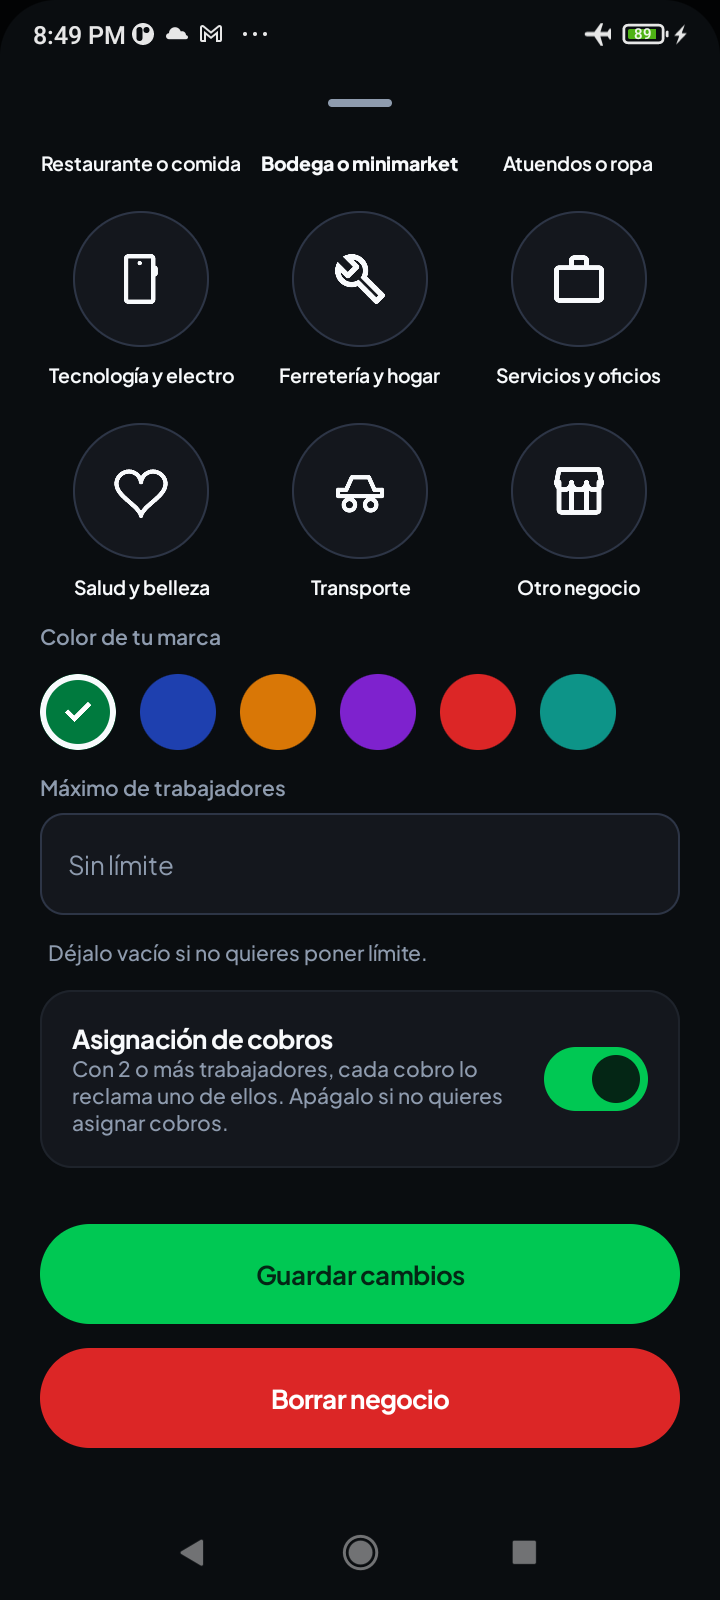 8:49 PM
89
Restaurante o comida
Bodega o minimarket
Atuendos o ropa
Tecnología y electro
Ferretería y hogar
Servicios y oficios
Salud y belleza
Transporte
Otro negocio
Color de tu marca
Máximo de trabajadores
Sin límite
Déjalo vacío si no quieres poner límite.
Asignación de cobros
Con 2 o más trabajadores, cada cobro lo
reclama uno de ellos. Apágalo si no quieres
asignar cobros.
Guardar cambios
Borrar negocio